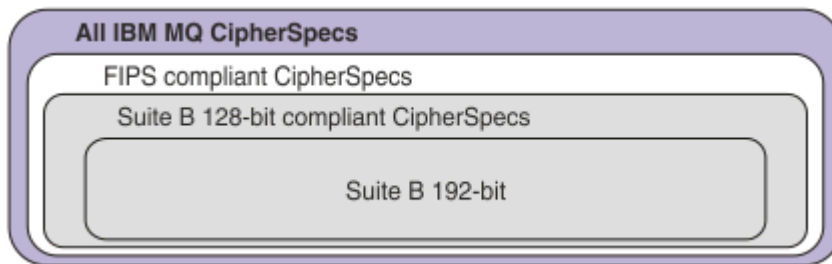 All IBM MQ CipherSpecs
FIPS compliant CipherSpecs
Suite B 128-bit compliant CipherSpecs
Suite B 192-bit